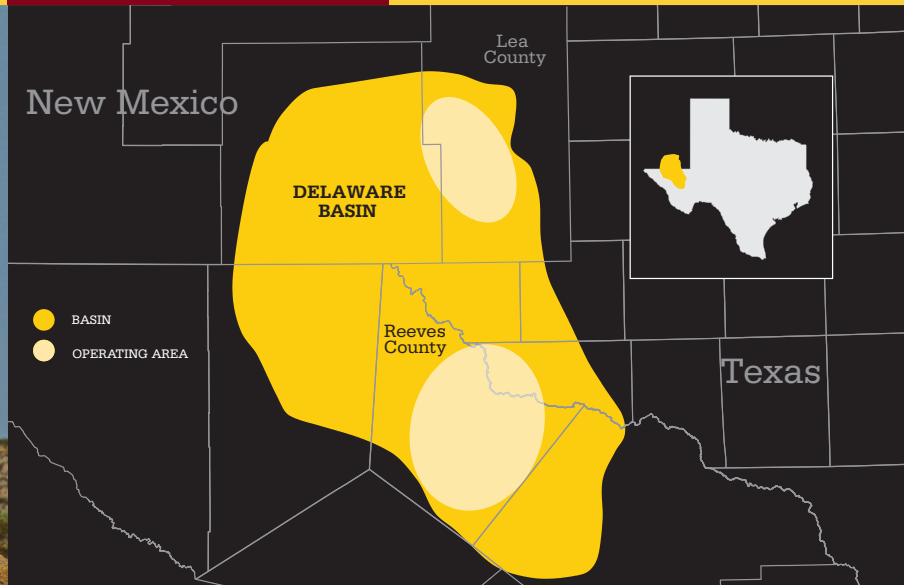 Lea
County
New Mexico
DELAWARE
BASIN
BASIN
OPERATING AREA
Reeves
County
Texas